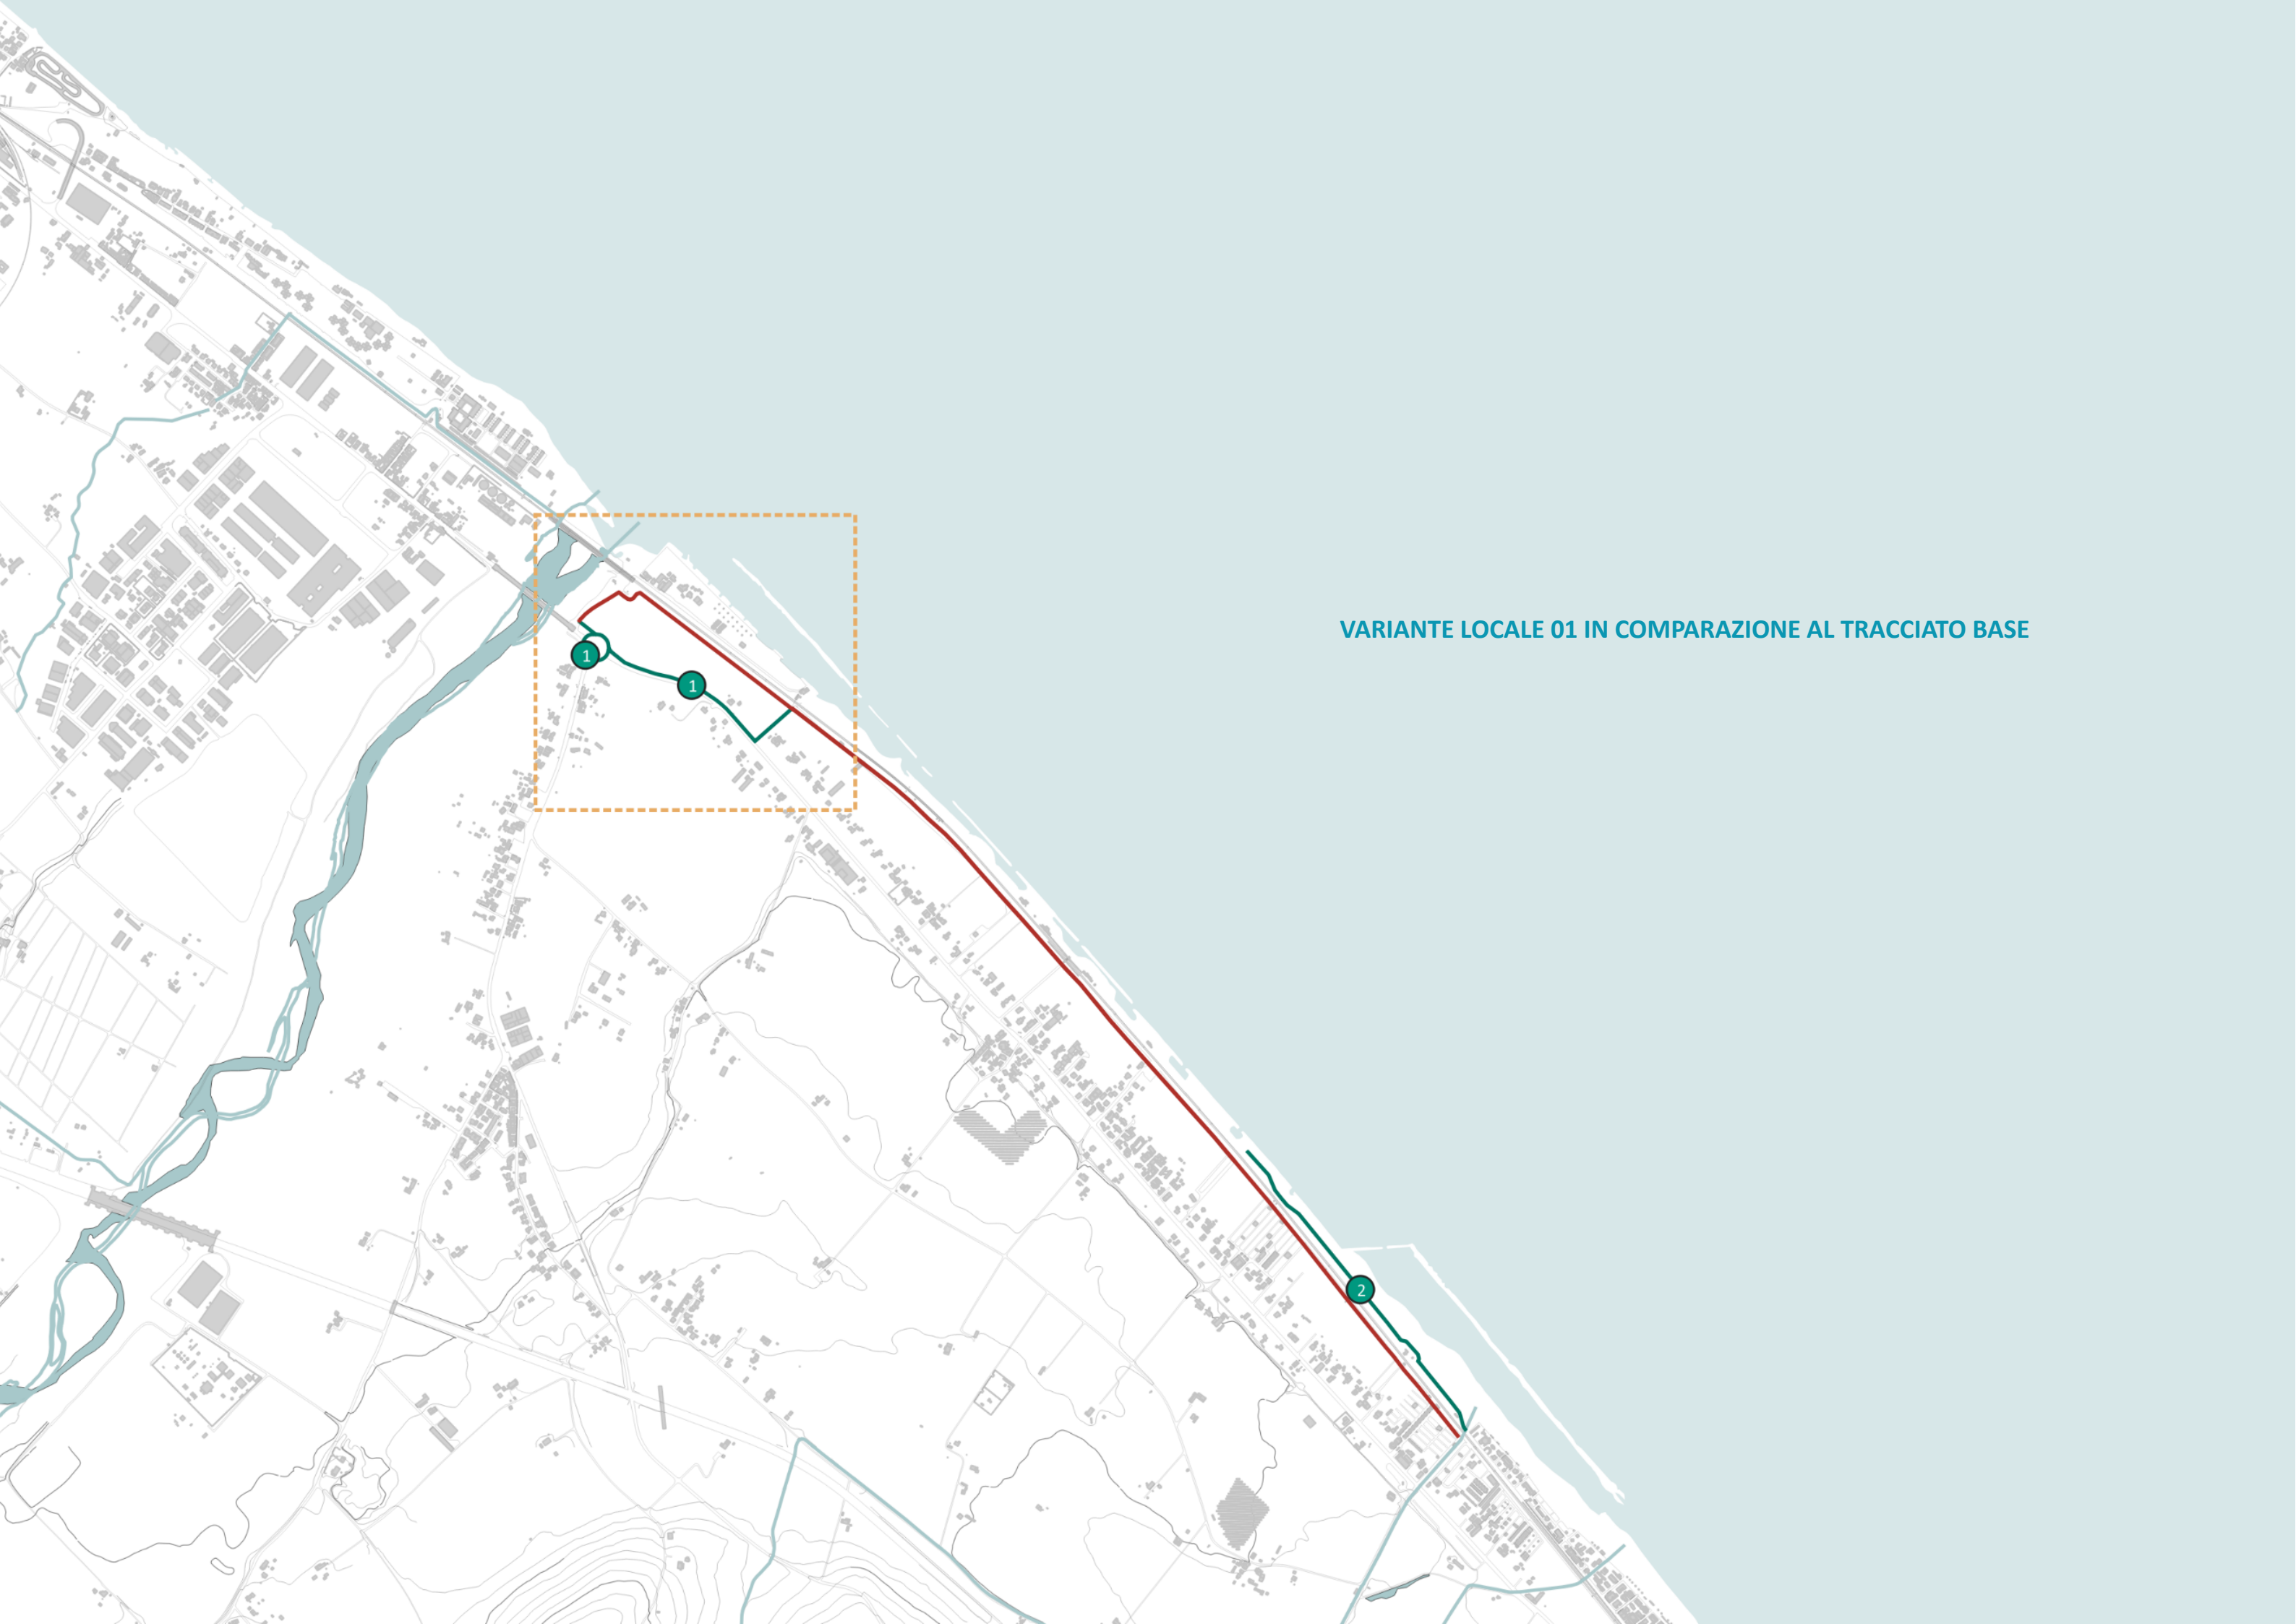 VARIANTE LOCALE 01 IN COMPARAZIONE AL TRACCIATO BASE
1
1
2